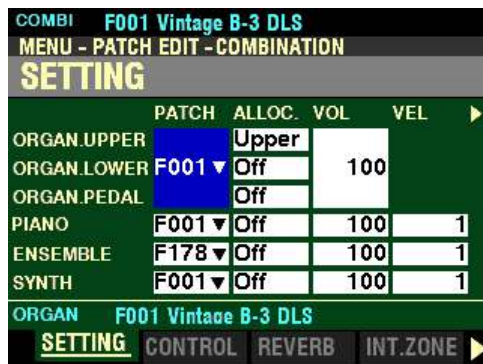 COMBI F001 Vintage B-3 DLS
MENU - PATCH EDIT - COMBINATION
SETTING
PATCH ALLOC. VOL VEL
ORGAN.UPPER Upper
ORGAN.LOWER F001 Off 100
ORGAN.PEDAL Off
PIANO F001 Off 100 1
ENSEMBLE F178 Off 100 1
SYNTH F001 Off 100 1
ORGAN F001 Vintage B-3 DLS
SETTING CONTROL REVERB INT.ZONE